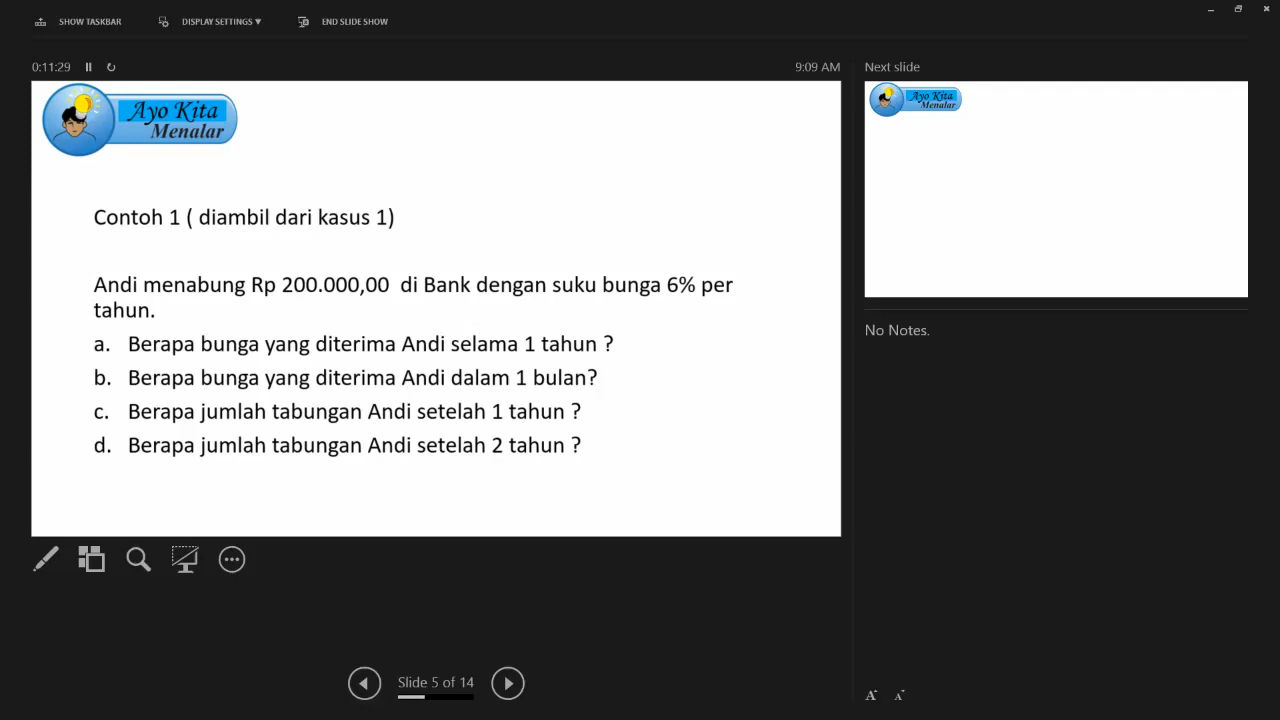 SHOW TASKBAR
DISPLAY SETTINGS ▼
END SLIDE SHOW
0:11:29
9:09 AM
Next slide
Ayo Kita
Menalar
Contoh 1 ( diambil dari kasus 1)
Andi menabung Rp 200.000,00 di Bank dengan suku bunga 6% per
tahun.
a. Berapa bunga yang diterima Andi selama 1 tahun ?
b. Berapa bunga yang diterima Andi dalam 1 bulan?
c. Berapa jumlah tabungan Andi setelah 1 tahun ?
d. Berapa jumlah tabungan Andi setelah 2 tahun ?
Ayo Kita
Menalar
No Notes.
Slide 5 of 14
A A